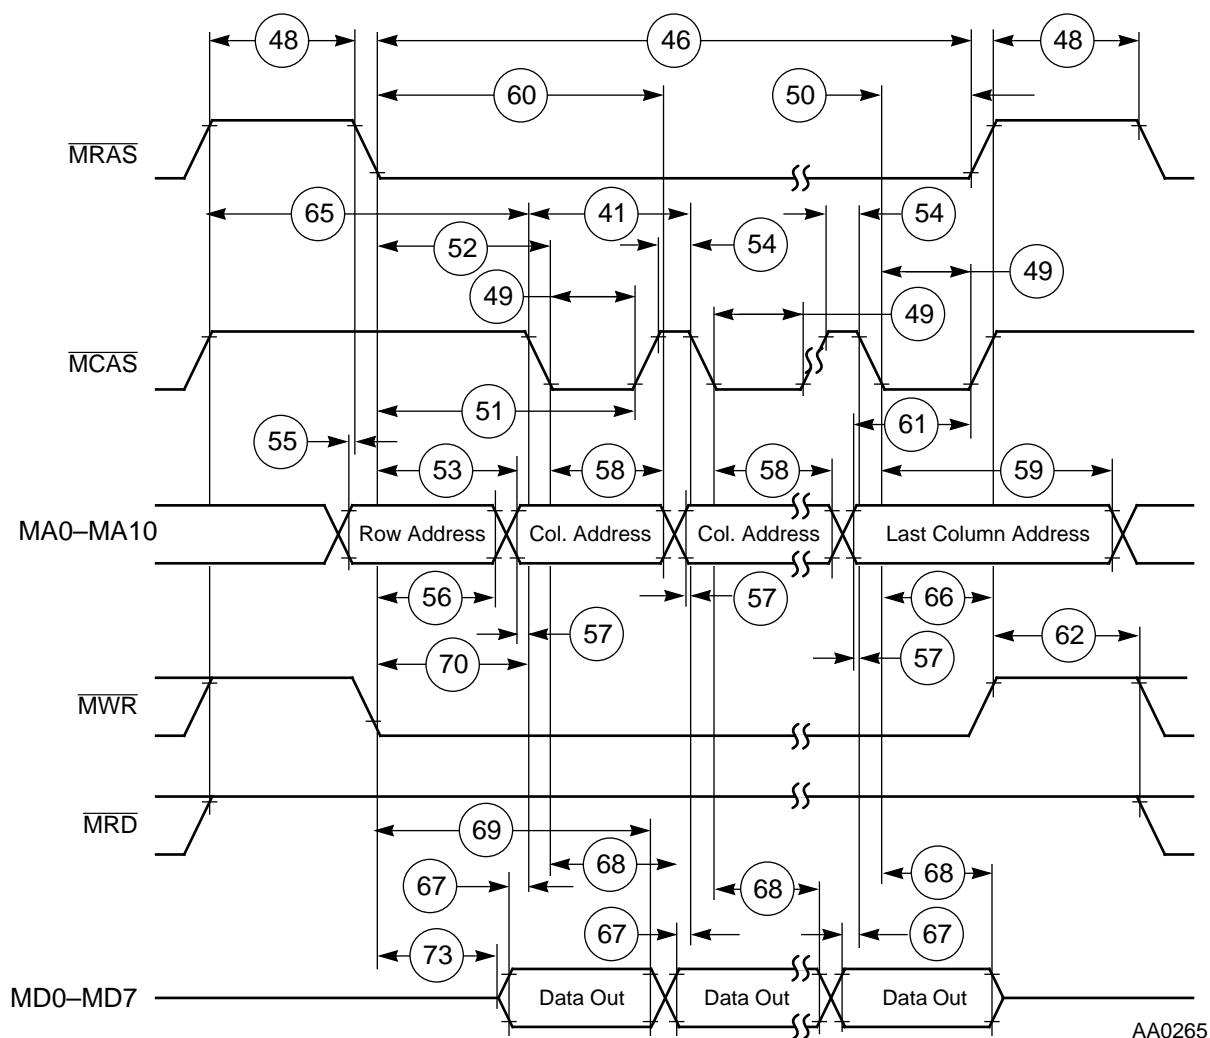 48 46 48
60 50
MRAS
65 41 54
52 54
49 49
49
MCAS
51 61
55
53 58 58 59
MA0–MA10 Row Address Col. Address Col. Address Last Column Address
56 57 66
57 62
70 57
MWR
MRD
69
67 68 68 68
67 67
73
MD0–MD7 Data Out Data Out Data Out
AA0265